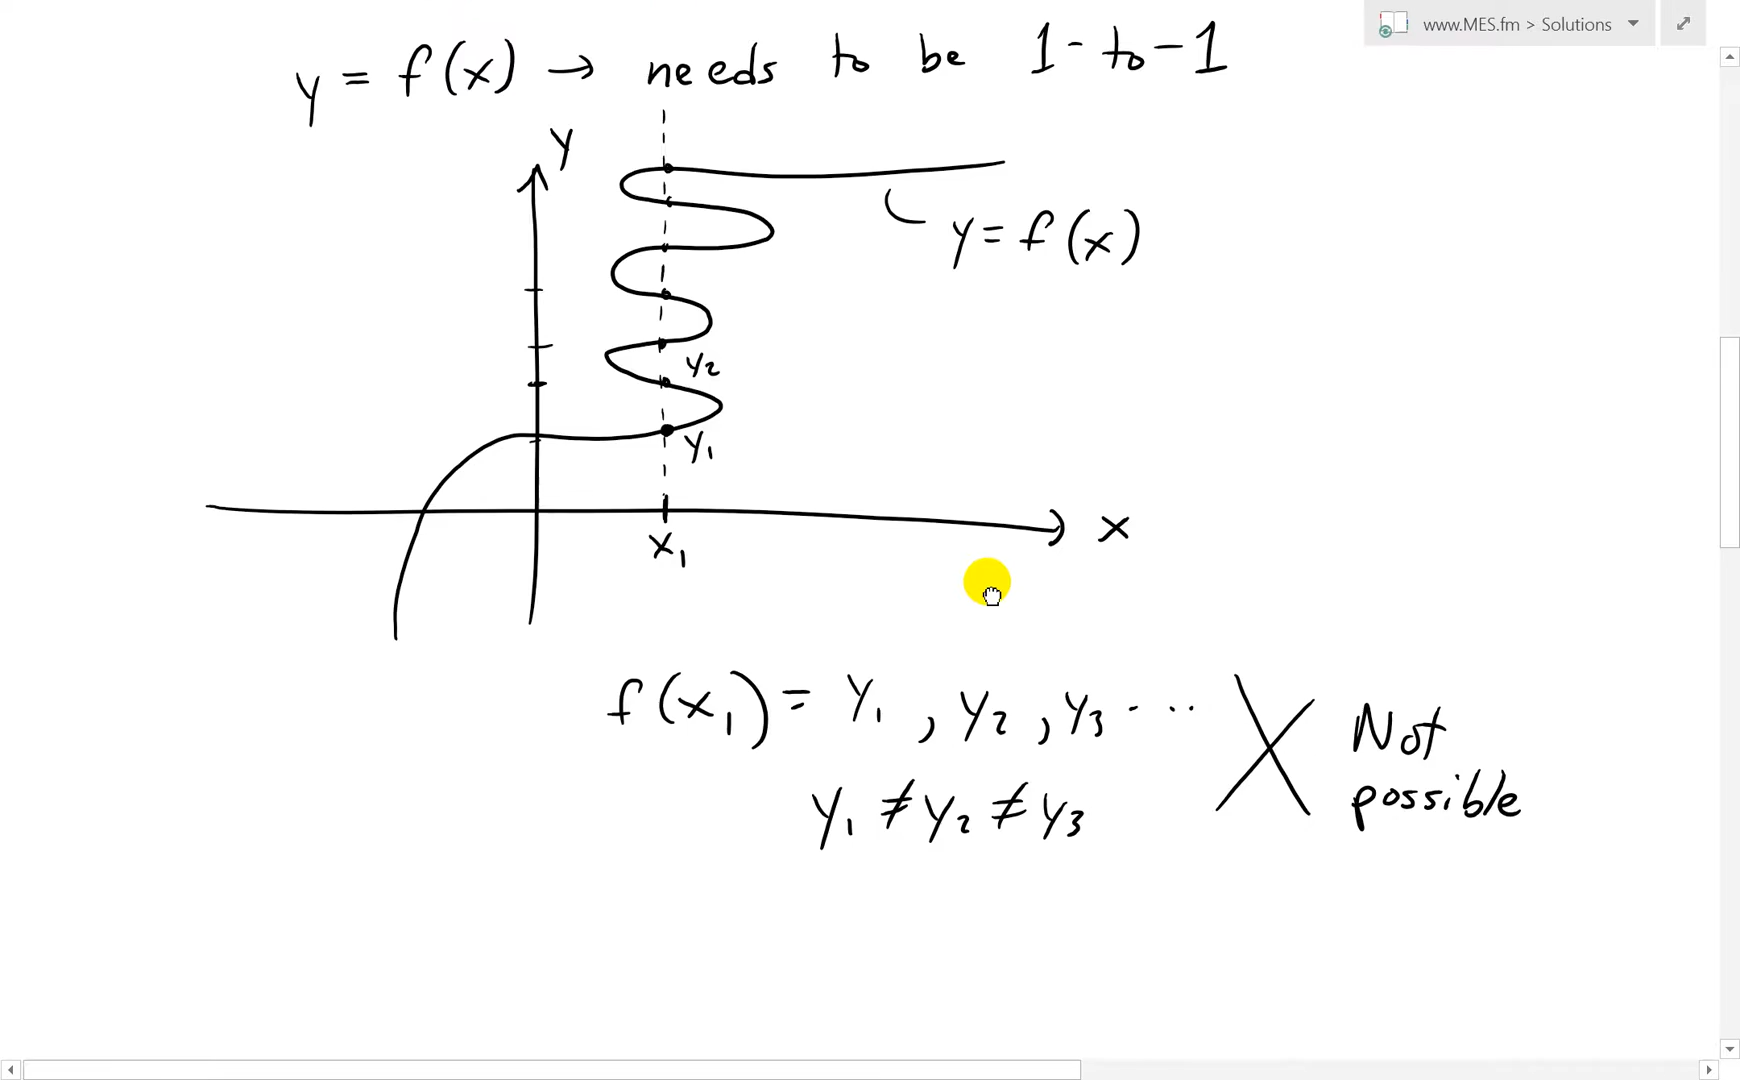 www.MES.fm > Solutions
y = f(x) → needs to be 1-to-1
y
y = f(x)
y2
y1
x
x1
f(x1) = y1, y2, y3 ... X Not possible
y1 ≠ y2 ≠ y3